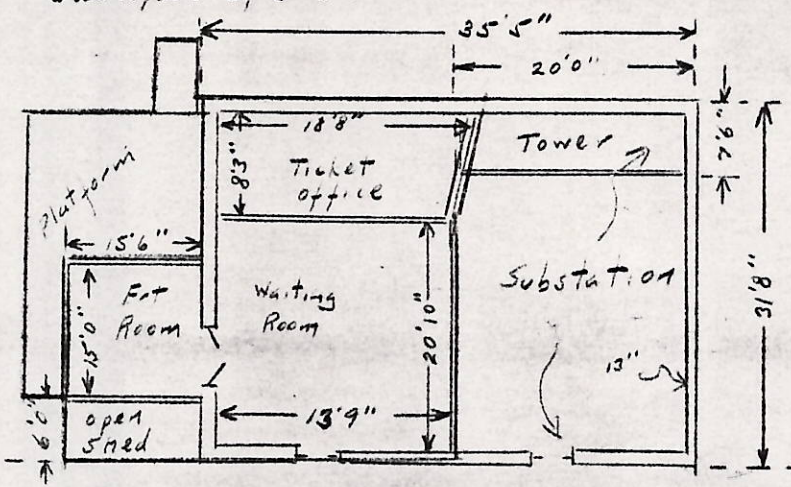 35'5"
20'0"
18'8"
Tower
7'6"
8'3"
Ticket
office
Platform
15'6"
Frt
Room
Waiting
Room
Substation
31'8"
15'0"
20'10"
13"
13'9"
open
shed
6'0"